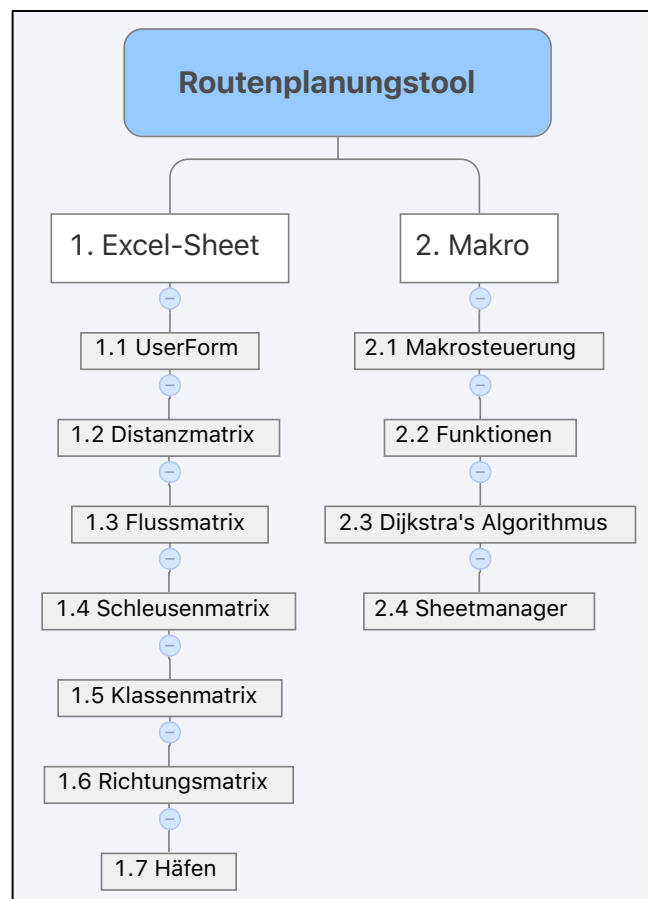 Routenplanungstool
1. Excel-Sheet
1.1 UserForm
1.2 Distanzmatrix
1.3 Flussmatrix
1.4 Schleusenmatrix
1.5 Klassenmatrix
1.6 Richtungsmatrix
1.7 Häfen
2. Makro
2.1 Makrosteuerung
2.2 Funktionen
2.3 Dijkstra's Algorithmus
2.4 Sheetmanager